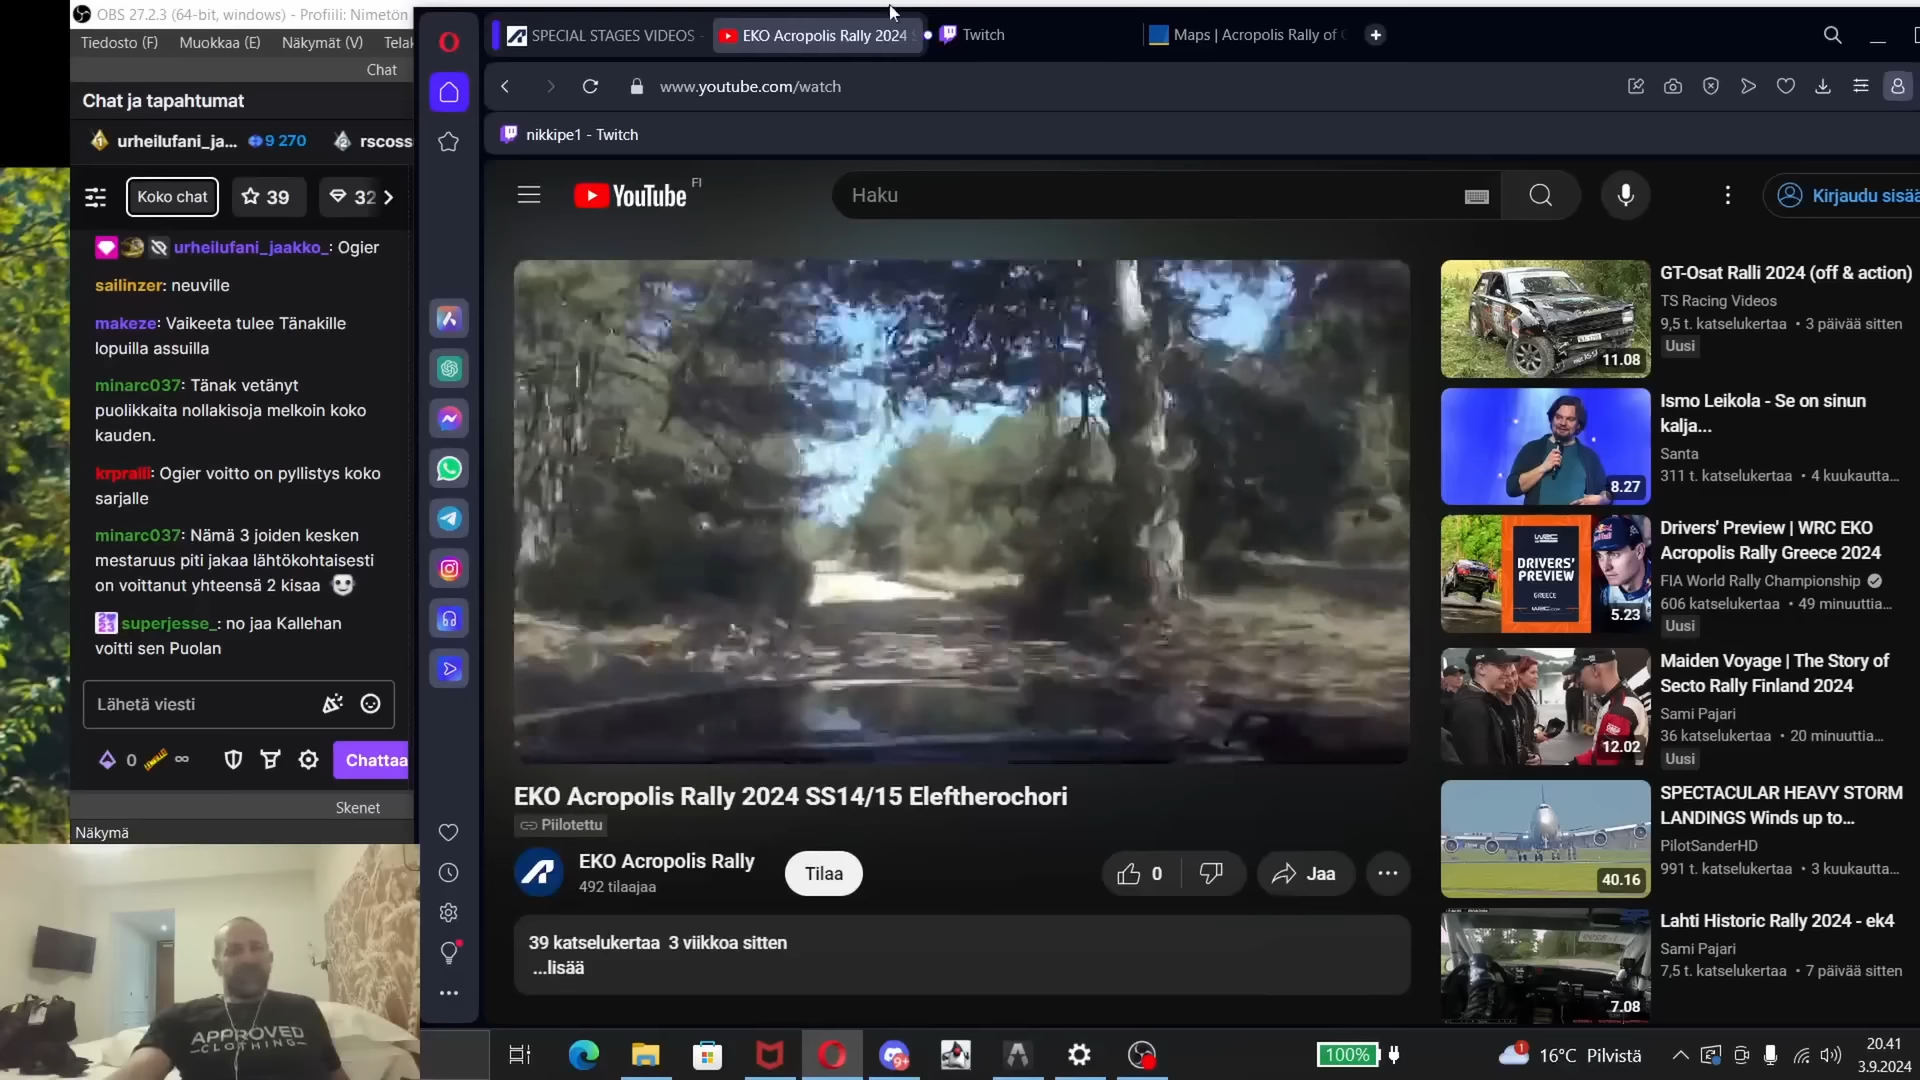 OBS 27.2.3 (64-bit, windows) - Profiili: Nimetön
Tiedosto (F) Muokkaa (E) Näkymät (V) Telak
Chat
Chat ja tapahtumat
urheilufani_ja... 9 270 rscoss
Koko chat 39 32
urheilufani_jaakko_: Ogier
sailinzer: neuville
makeze: Vaikeeta tulee Tänakille
lopuilla assuilla
minarc037: Tänak vetänyt
puolikkaita nollakisoja melkoin koko
kauden.
krpralli: Ogier voitto on pyllistys koko
sarjalle
minarc037: Nämä 3 joiden kesken
mestaruus piti jakaa lähtökohtaisesti
on voittanut yhteensä 2 kisaa
superjesse_: no jaa Kallehan
voitti sen Puolan
Lähetä viesti
0 ∞ Chattaa
Skenet
Näkymä
APPROVED
CLOTHING
SPECIAL STAGES VIDEOS -
EKO Acropolis Rally 2024 S
Twitch
Maps | Acropolis Rally of G
www.youtube.com/watch
nikkipe1 - Twitch
YouTube FI
Haku
Kirjaudu sisää
EKO Acropolis Rally 2024 SS14/15 Eleftherochori
Piilotettu
EKO Acropolis Rally
492 tilaajaa
Tilaa
0
Jaa
39 katselukertaa 3 viikkoa sitten
...lisää
GT-Osat Ralli 2024 (off & action)
TS Racing Videos
9,5 t. katselukertaa • 3 päivää sitten
Uusi
11.08
Ismo Leikola - Se on sinun
kalja...
Santa
311 t. katselukertaa • 4 kuukautta...
8.27
Drivers' Preview | WRC EKO
Acropolis Rally Greece 2024
FIA World Rally Championship
606 katselukertaa • 49 minuuttia...
Uusi
WRC
DRIVERS'
PREVIEW
GREECE
5.23
Maiden Voyage | The Story of
Secto Rally Finland 2024
Sami Pajari
36 katselukertaa • 20 minuuttia...
Uusi
12.02
SPECTACULAR HEAVY STORM
LANDINGS Winds up to...
PilotSanderHD
991 t. katselukertaa • 3 kuukautta...
40.16
Lahti Historic Rally 2024 - ek4
Sami Pajari
7,5 t. katselukertaa • 7 päivää sitten
7.08
9+
100%
1
16°C Pilvistä
20.41
3.9.2024